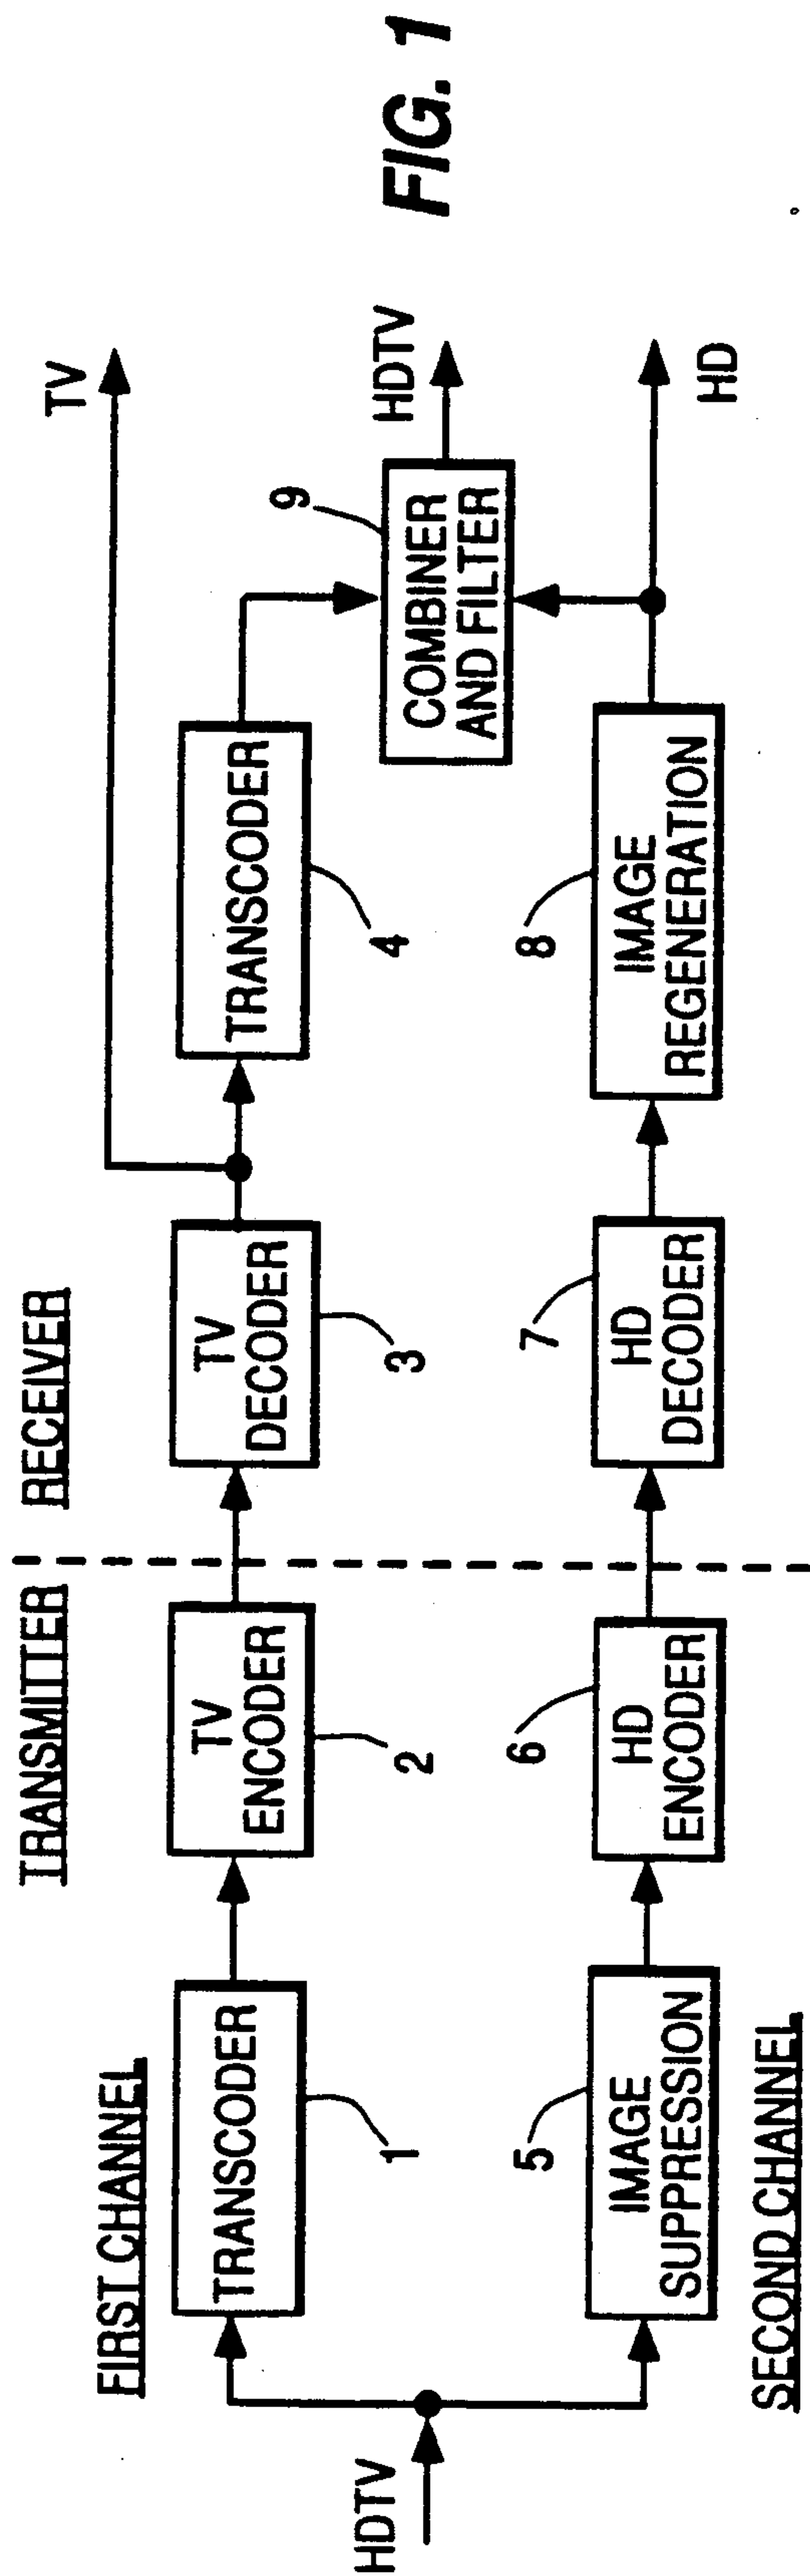 FIG. 1
TRANSMITTER
RECEIVER
FIRST CHANNEL
TV
HDTV
TRANSCODER
1
TV
ENCODER
2
TV
DECODER
3
TRANSCODER
4
9
COMBINER
AND FILTER
HDTV
5
IMAGE
SUPPRESSION
6
HD
ENCODER
7
HD
DECODER
8
IMAGE
REGENERATION
HD
SECOND CHANNEL